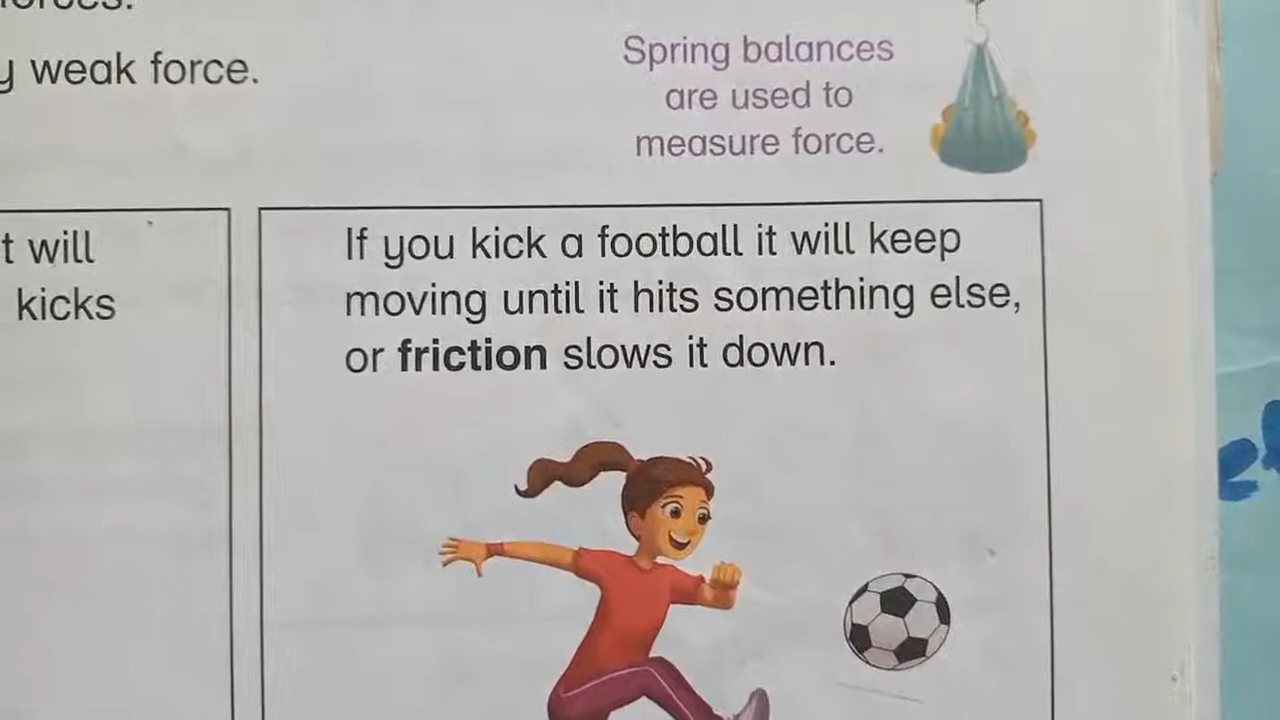 weak force.
Spring balances
are used to
measure force.
t will
kicks
If you kick a football it will keep
moving until it hits something else,
or friction slows it down.